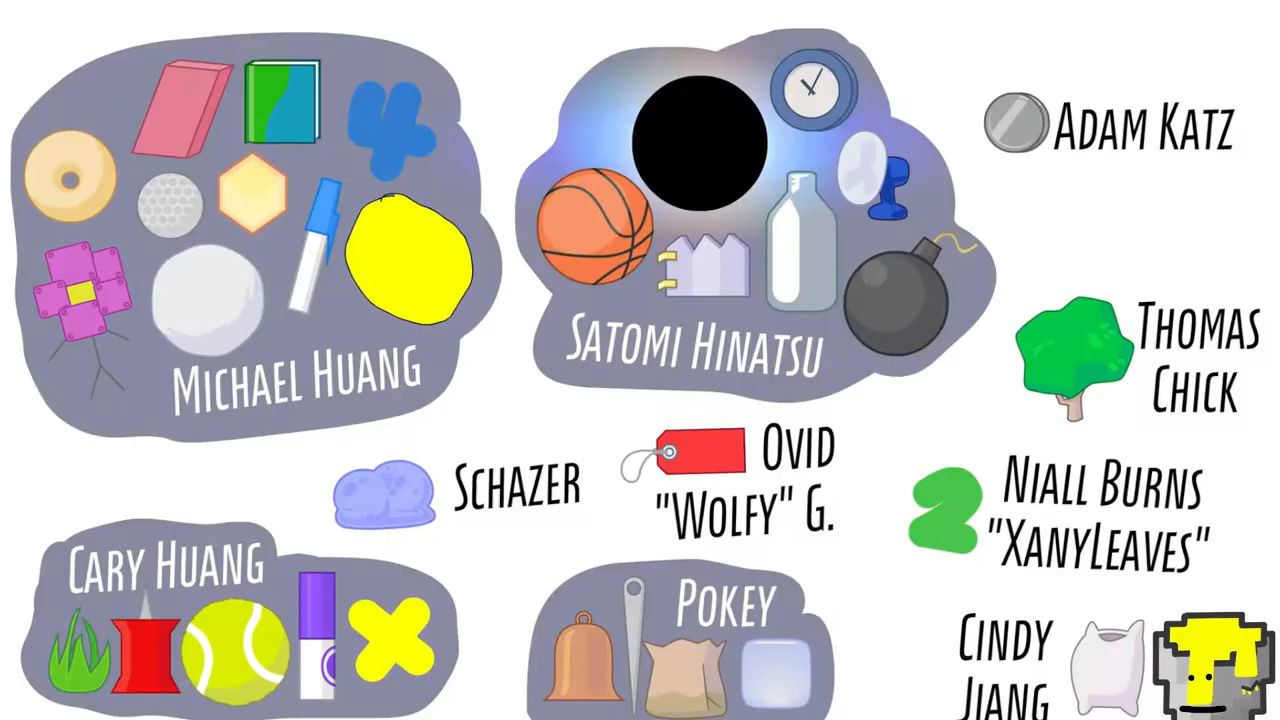 Adam Katz
Michael Huang
Satomi Hinatsu
Thomas
Chick
Schazer
Ovid
"Wolfy" G.
Niall Burns
"XanyLeaves"
Cary Huang
Pokey
Cindy
Jiang